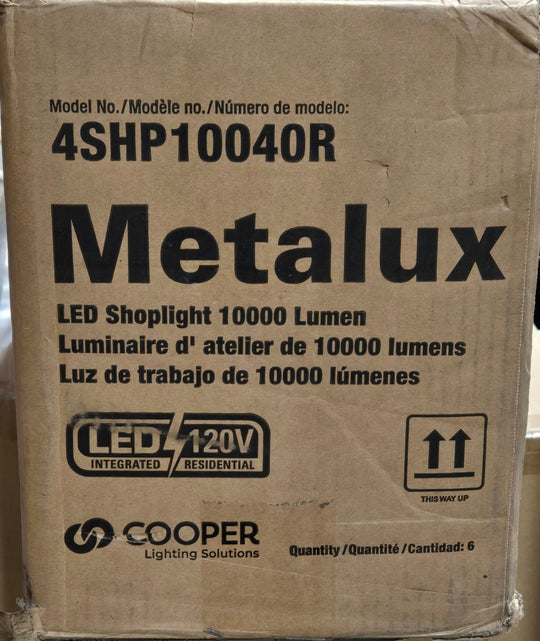 Model No./Modèle no./Número de modelo:
4SHP10040R
Metalux
LED Shoplight 10000 Lumen
Luminaire d' atelier de 10000 lumens
Luz de trabajo de 10000 lúmenes
LED 120V
INTEGRATED RESIDENTIAL
THIS WAY UP
COOPER
Lighting Solutions
Quantity/Quantité/Cantidad: 6